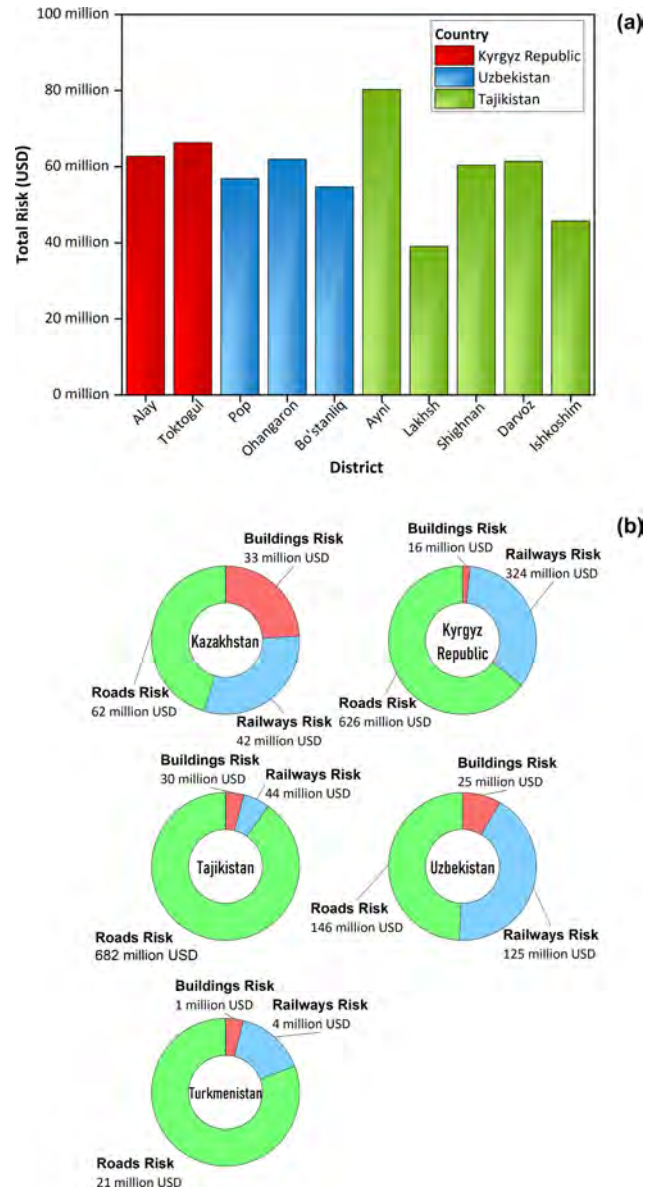 (a)
Country
Kyrgyz Republic
Uzbekistan
Tajikistan
100 million
80 million
60 million
40 million
20 million
0 million
Total Risk (USD)
Alay
Toktogul
Pop
Ohangaron
Bo'stanliq
Ayni
Lakhsh
Shighnan
Darvoz
Ishkoshim
District
(b)
Buildings Risk
33 million USD
Kazakhstan
Roads Risk
62 million USD
Railways Risk
42 million USD
Buildings Risk
16 million USD
Railways Risk
324 million USD
Kyrgyz
Republic
Roads Risk
626 million USD
Buildings Risk
30 million USD
Railways Risk
44 million USD
Tajikistan
Roads Risk
682 million USD
Buildings Risk
25 million USD
Uzbekistan
Roads Risk
146 million USD
Railways Risk
125 million USD
Buildings Risk
1 million USD
Railways Risk
4 million USD
Turkmenistan
Roads Risk
21 million USD